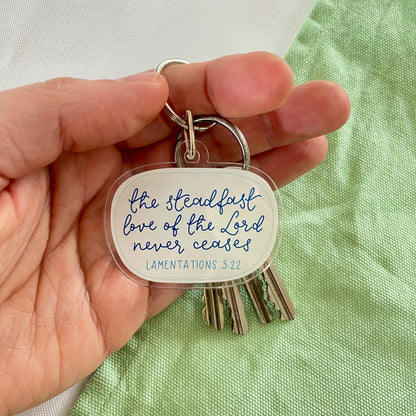 the steadfast
love of the Lord
never ceases
LAMENTATIONS 3:22